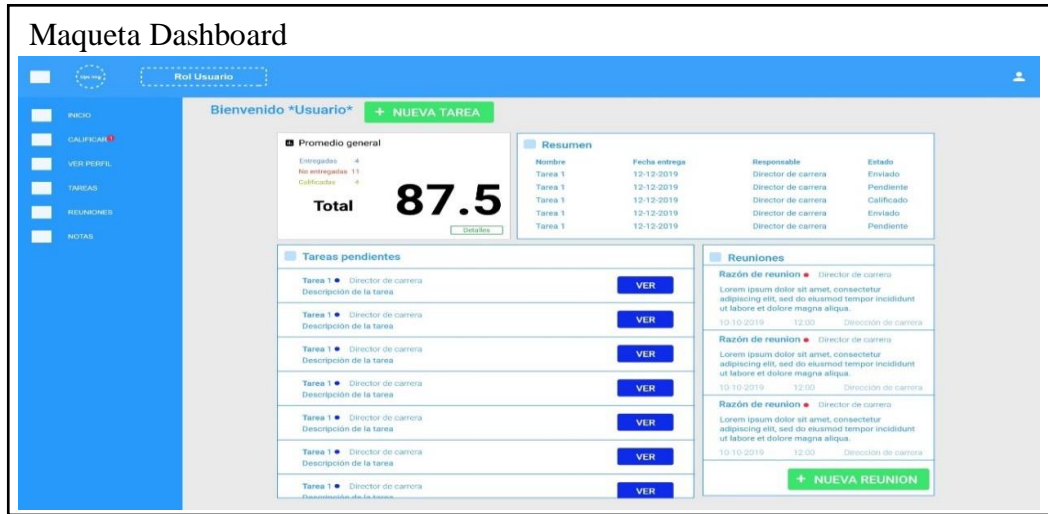 Maqueta Dashboard
Rol Usuario
INICIO
CALIFICAR
VER PERFIL
TAREAS
REUNIONES
NOTAS
Bienvenido *Usuario* + NUEVA TAREA
Promedio general
Entregadas 4
No entregadas 11
Calificadas 4
Total 87.5
Detalles
Resumen
Nombre Fecha entrega Responsable Estado
Tarea 1 12-12-2019 Director de carrera Enviado
Tarea 1 12-12-2019 Director de carrera Pendiente
Tarea 1 12-12-2019 Director de carrera Calificado
Tarea 1 12-12-2019 Director de carrera Enviado
Tarea 1 12-12-2019 Director de carrera Pendiente
Tareas pendientes
Tarea 1 Director de carrera
Descripción de la tarea
VER
Tarea 1 Director de carrera
Descripción de la tarea
VER
Tarea 1 Director de carrera
Descripción de la tarea
VER
Tarea 1 Director de carrera
Descripción de la tarea
VER
Tarea 1 Director de carrera
Descripción de la tarea
VER
Tarea 1 Director de carrera
Descripción de la tarea
VER
Tarea 1 Director de carrera
Descripción de la tarea
VER
Reuniones
Razón de reunion Director de carrera
Lorem ipsum dolor sit amet, consectetur
adipiscing elit, sed do eiusmod tempor incididunt
ut labore et dolore magna aliqua.
10-10-2019 12:00 Dirección de carrera
Razón de reunion Director de carrera
Lorem ipsum dolor sit amet, consectetur
adipiscing elit, sed do eiusmod tempor incididunt
ut labore et dolore magna aliqua.
10-10-2019 12:00 Dirección de carrera
Razón de reunion Director de carrera
Lorem ipsum dolor sit amet, consectetur
adipiscing elit, sed do eiusmod tempor incididunt
ut labore et dolore magna aliqua.
10-10-2019 12:00 Dirección de carrera
+ NUEVA REUNION